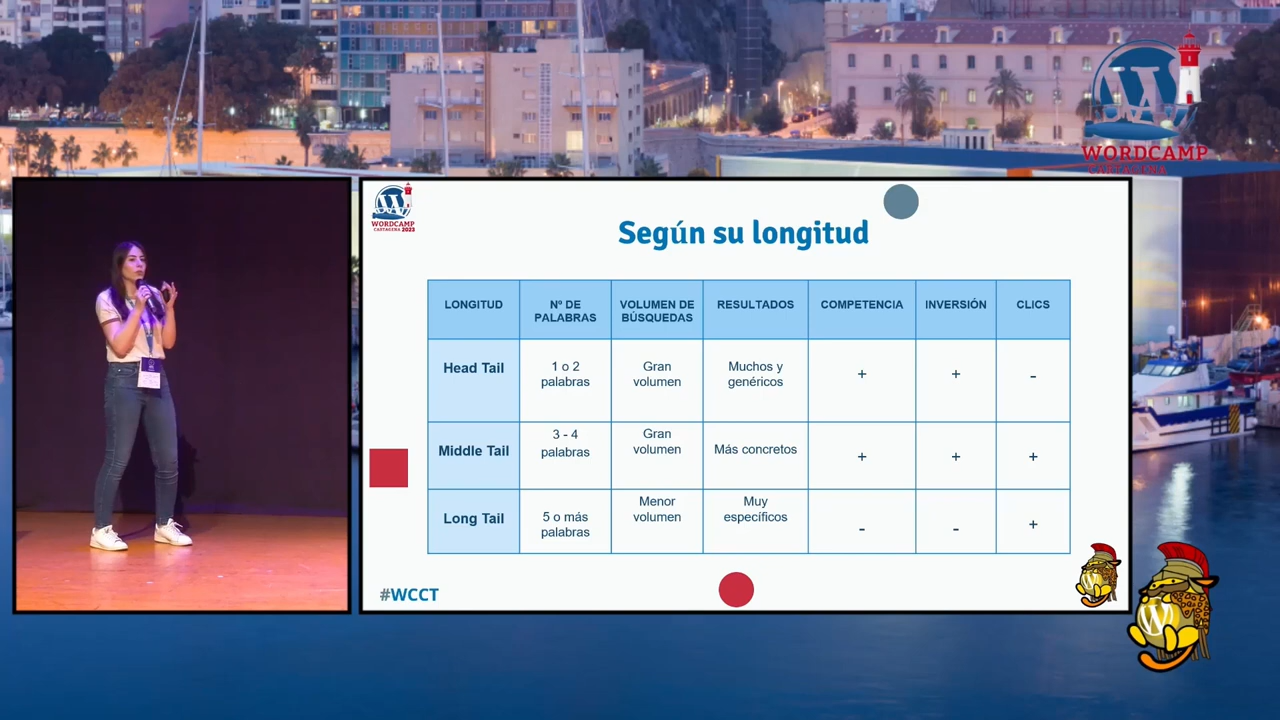 WORDCAMP
CARTAGENA
WORDCAMP
CARTAGENA 2023
Según su longitud
LONGITUD
Nº DE
PALABRAS
VOLUMEN DE
BÚSQUEDAS
RESULTADOS
COMPETENCIA
INVERSIÓN
CLICS
Head Tail
1 o 2
palabras
Gran
volumen
Muchos y
genéricos
+
+
-
Middle Tail
3 - 4
palabras
Gran
volumen
Más concretos
+
+
+
Long Tail
5 o más
palabras
Menor
volumen
Muy
específicos
-
-
+
#WCCT